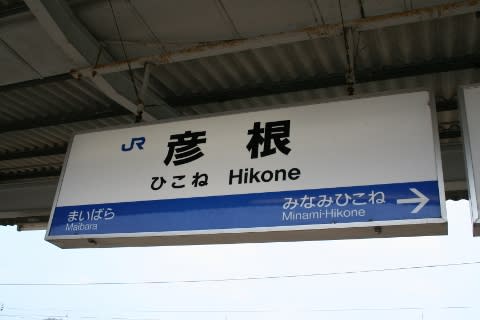 JR 彦根
ひこね Hikone
まいばら みなみひこね →
Maibara Minami-Hikone